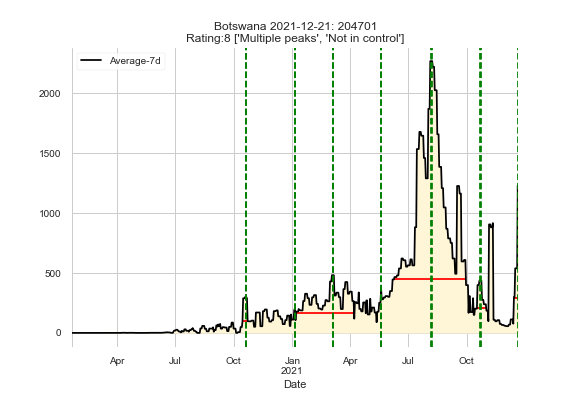 Botswana 2021-12-21: 204701
Rating:8 ['Multiple peaks', 'Not in control']
Average-7d
2000
1500
1000
500
0
Apr Jul Oct Jan Apr Jul Oct
2021
Date